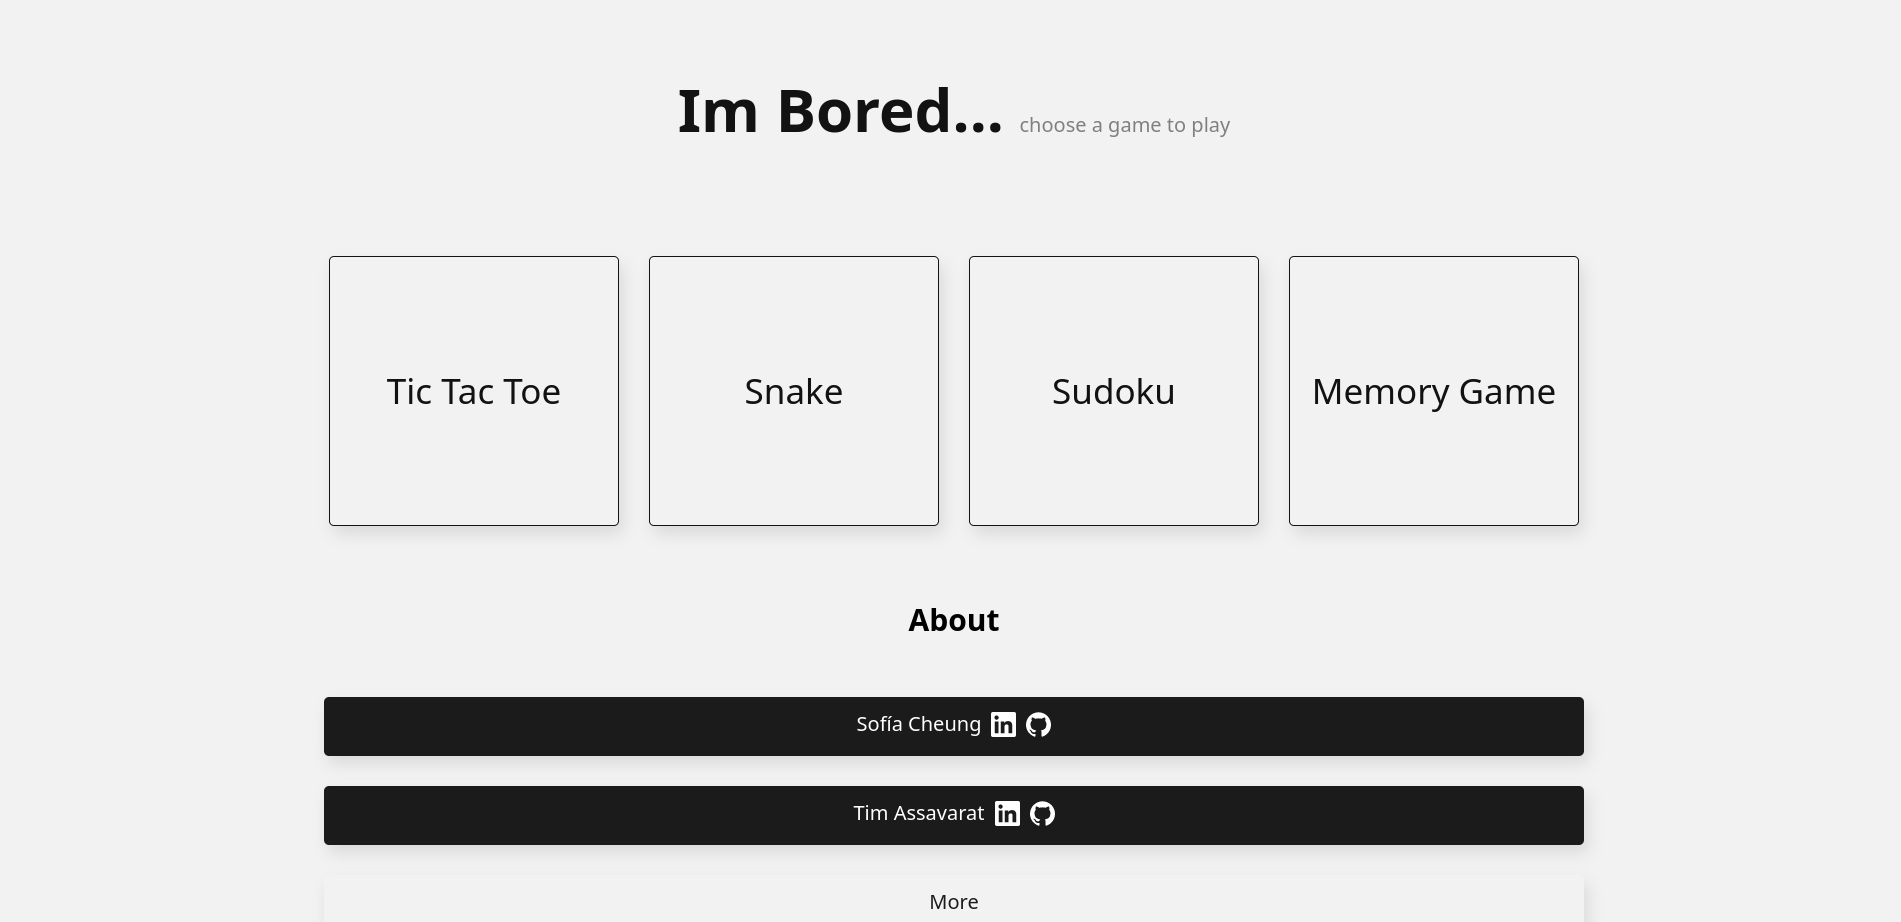 Im Bored... choose a game to play
Tic Tac Toe
Snake
Sudoku
Memory Game
About
Sofía Cheung
Tim Assavarat
More